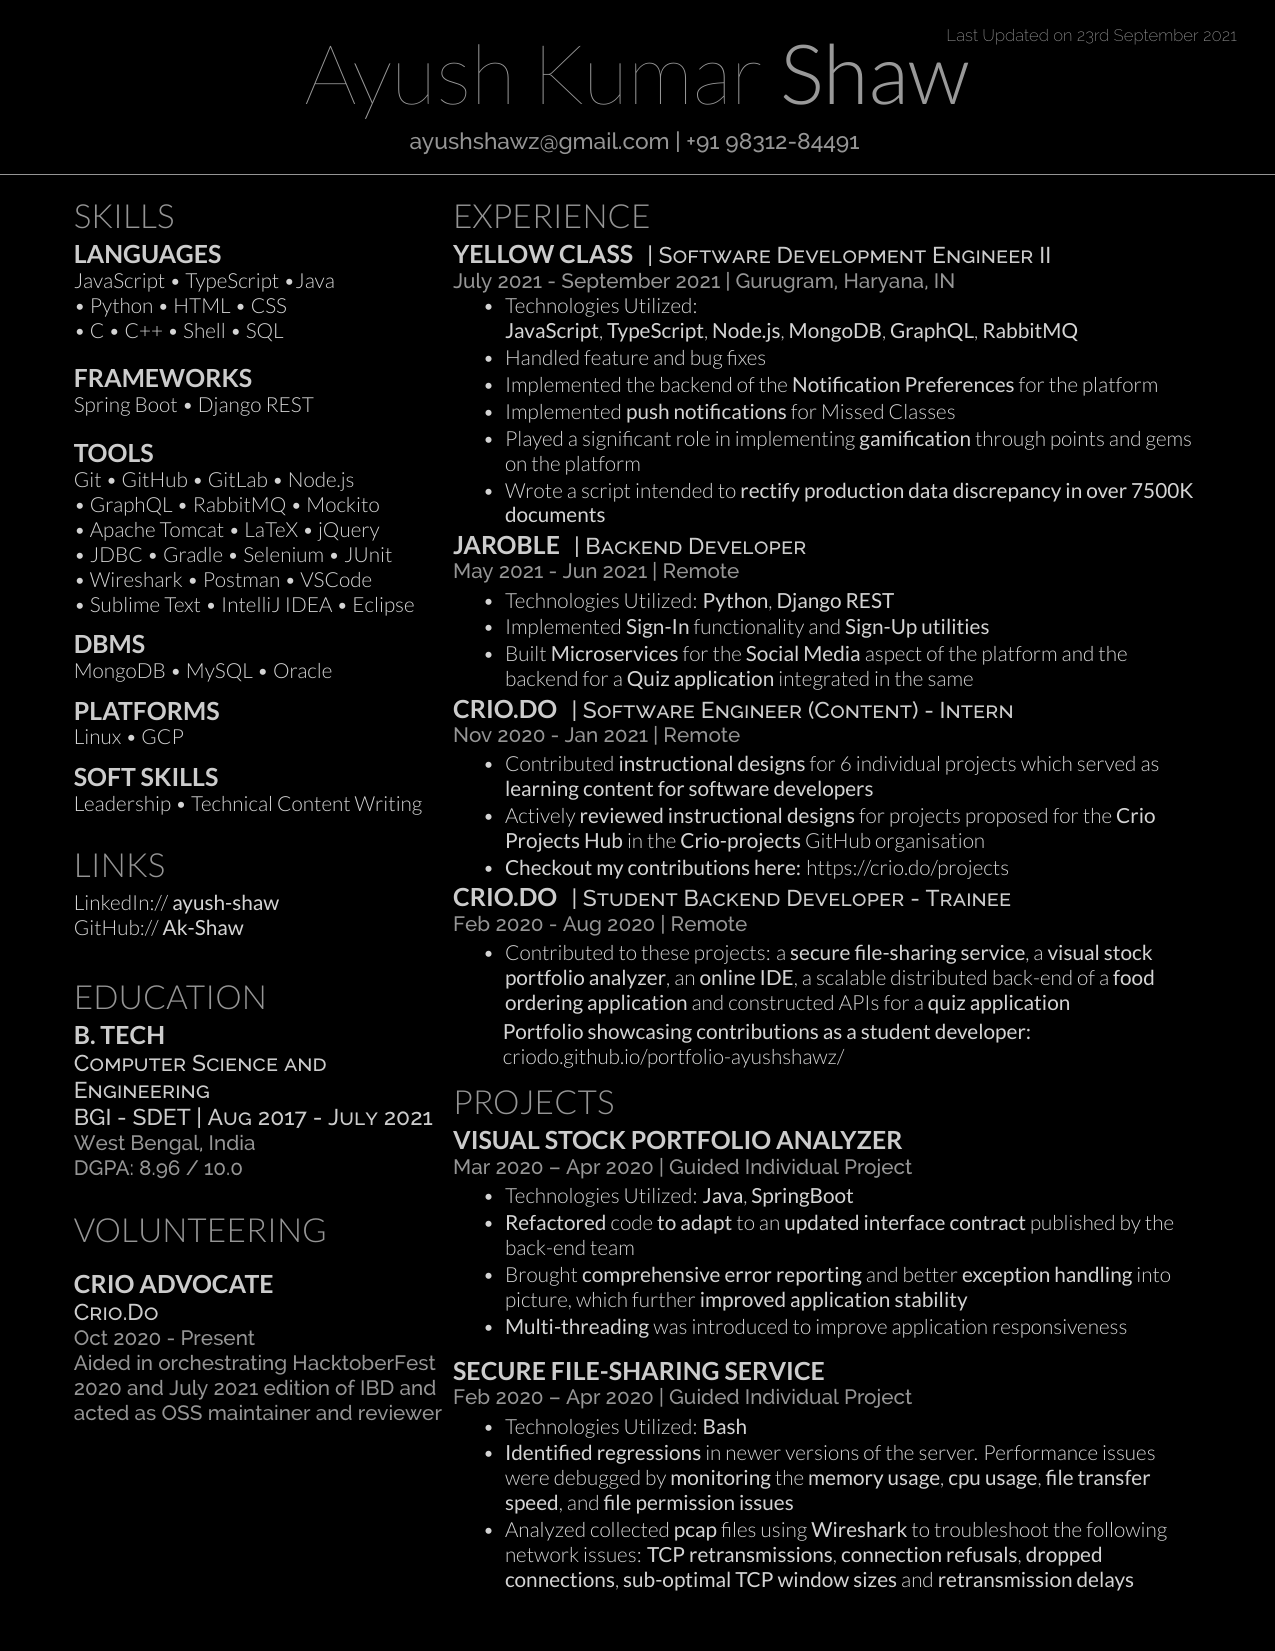 Last Updated on 23rd September 2021
Ayush Kumar Shaw
ayushshawz@gmail.com | +91 98312-84491
SKILLS
LANGUAGES
JavaScript • TypeScript •Java
• Python • HTML • CSS
• C • C++ • Shell • SQL
FRAMEWORKS
Spring Boot • Django REST
TOOLS
Git • GitHub • GitLab • Node.js
• GraphQL • RabbitMQ • Mockito
• Apache Tomcat • LaTeX • jQuery
• JDBC • Gradle • Selenium • JUnit
• Wireshark • Postman • VSCode
• Sublime Text • IntelliJ IDEA • Eclipse
DBMS
MongoDB • MySQL • Oracle
PLATFORMS
Linux • GCP
SOFT SKILLS
Leadership • Technical Content Writing
LINKS
LinkedIn:// ayush-shaw
GitHub:// Ak-Shaw
EDUCATION
B. TECH
Computer Science and
Engineering
BGI - SDET | Aug 2017 - July 2021
West Bengal, India
DGPA: 8.96 / 10.0
VOLUNTEERING
CRIO ADVOCATE
Crio.Do
Oct 2020 - Present
Aided in orchestrating HacktoberFest
2020 and July 2021 edition of IBD and
acted as OSS maintainer and reviewer
EXPERIENCE
YELLOW CLASS | Software Development Engineer II
July 2021 - September 2021 | Gurugram, Haryana, IN
• Technologies Utilized:
JavaScript, TypeScript, Node.js, MongoDB, GraphQL, RabbitMQ
• Handled feature and bug fixes
• Implemented the backend of the Notification Preferences for the platform
• Implemented push notifications for Missed Classes
• Played a significant role in implementing gamification through points and gems
on the platform
• Wrote a script intended to rectify production data discrepancy in over 7500K
documents
JAROBLE | Backend Developer
May 2021 - Jun 2021 | Remote
• Technologies Utilized: Python, Django REST
• Implemented Sign-In functionality and Sign-Up utilities
• Built Microservices for the Social Media aspect of the platform and the
backend for a Quiz application integrated in the same
CRIO.DO | Software Engineer (Content) - Intern
Nov 2020 - Jan 2021 | Remote
• Contributed instructional designs for 6 individual projects which served as
learning content for software developers
• Actively reviewed instructional designs for projects proposed for the Crio
Projects Hub in the Crio-projects GitHub organisation
• Checkout my contributions here: https://crio.do/projects
CRIO.DO | Student Backend Developer - Trainee
Feb 2020 - Aug 2020 | Remote
• Contributed to these projects: a secure file-sharing service, a visual stock
portfolio analyzer, an online IDE, a scalable distributed back-end of a food
ordering application and constructed APIs for a quiz application
Portfolio showcasing contributions as a student developer:
criodo.github.io/portfolio-ayushshawz/
PROJECTS
VISUAL STOCK PORTFOLIO ANALYZER
Mar 2020 – Apr 2020 | Guided Individual Project
• Technologies Utilized: Java, SpringBoot
• Refactored code to adapt to an updated interface contract published by the
back-end team
• Brought comprehensive error reporting and better exception handling into
picture, which further improved application stability
• Multi-threading was introduced to improve application responsiveness
SECURE FILE-SHARING SERVICE
Feb 2020 – Apr 2020 | Guided Individual Project
• Technologies Utilized: Bash
• Identified regressions in newer versions of the server. Performance issues
were debugged by monitoring the memory usage, cpu usage, file transfer
speed, and file permission issues
• Analyzed collected pcap files using Wireshark to troubleshoot the following
network issues: TCP retransmissions, connection refusals, dropped
connections, sub-optimal TCP window sizes and retransmission delays